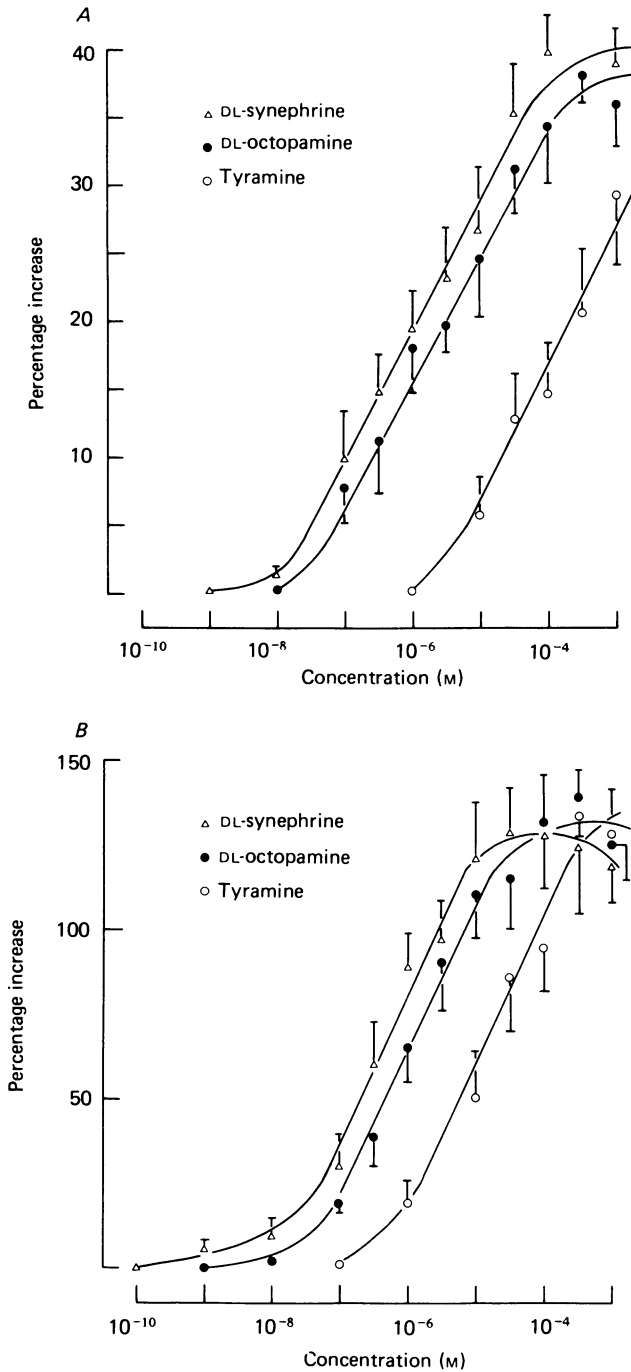 A
40
30
20
10
Percentage increase
△ DL-synephrine
● DL-octopamine
○ Tyramine
10⁻¹⁰ 10⁻⁸ 10⁻⁶ 10⁻⁴
Concentration (M)
B
150
100
50
Percentage increase
△ DL-synephrine
● DL-octopamine
○ Tyramine
10⁻¹⁰ 10⁻⁸ 10⁻⁶ 10⁻⁴
Concentration (M)